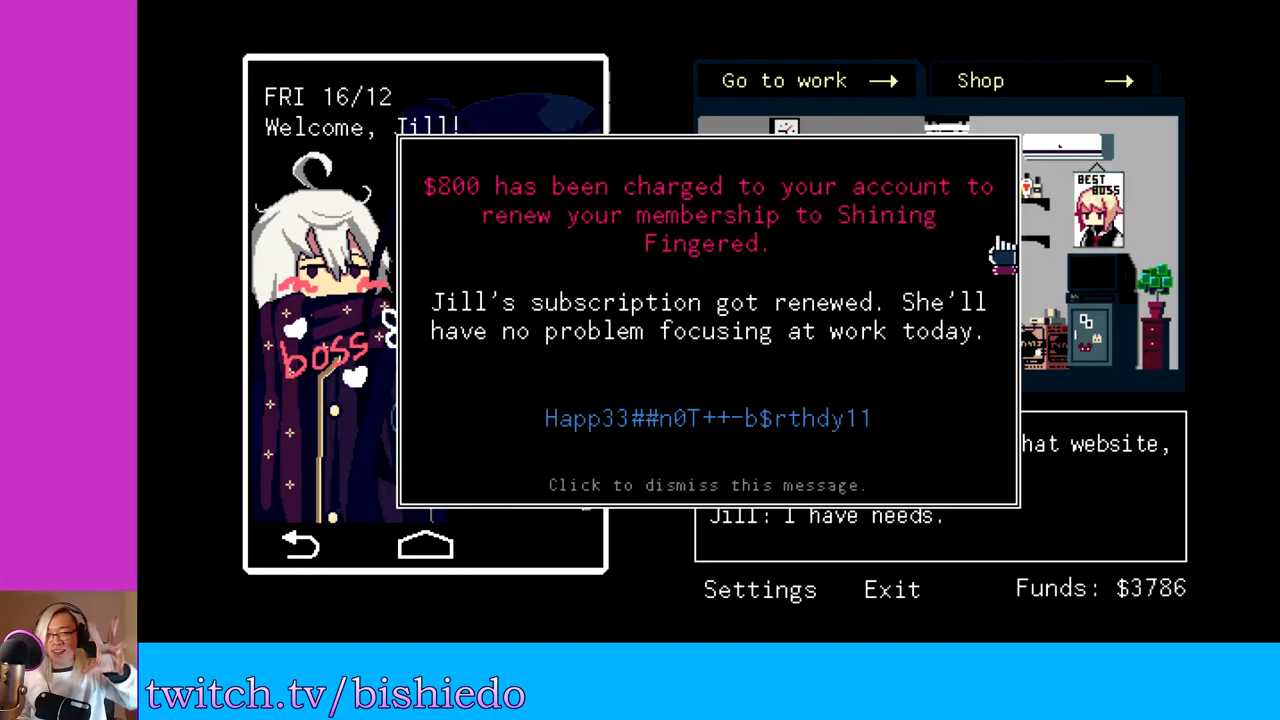 FRI 16/12
Welcome, Jill!
boss
Go to work →
Shop →
BEST
BOSS
$800 has been charged to your account to
renew your membership to Shining
Fingered.
Jill's subscription got renewed. She'll
have no problem focusing at work today.
Happ33##n0T++-b$rthdy11
Click to dismiss this message.
hat website,
Jill: I have needs.
Settings
Exit
Funds: $3786
twitch.tv/bishiedo